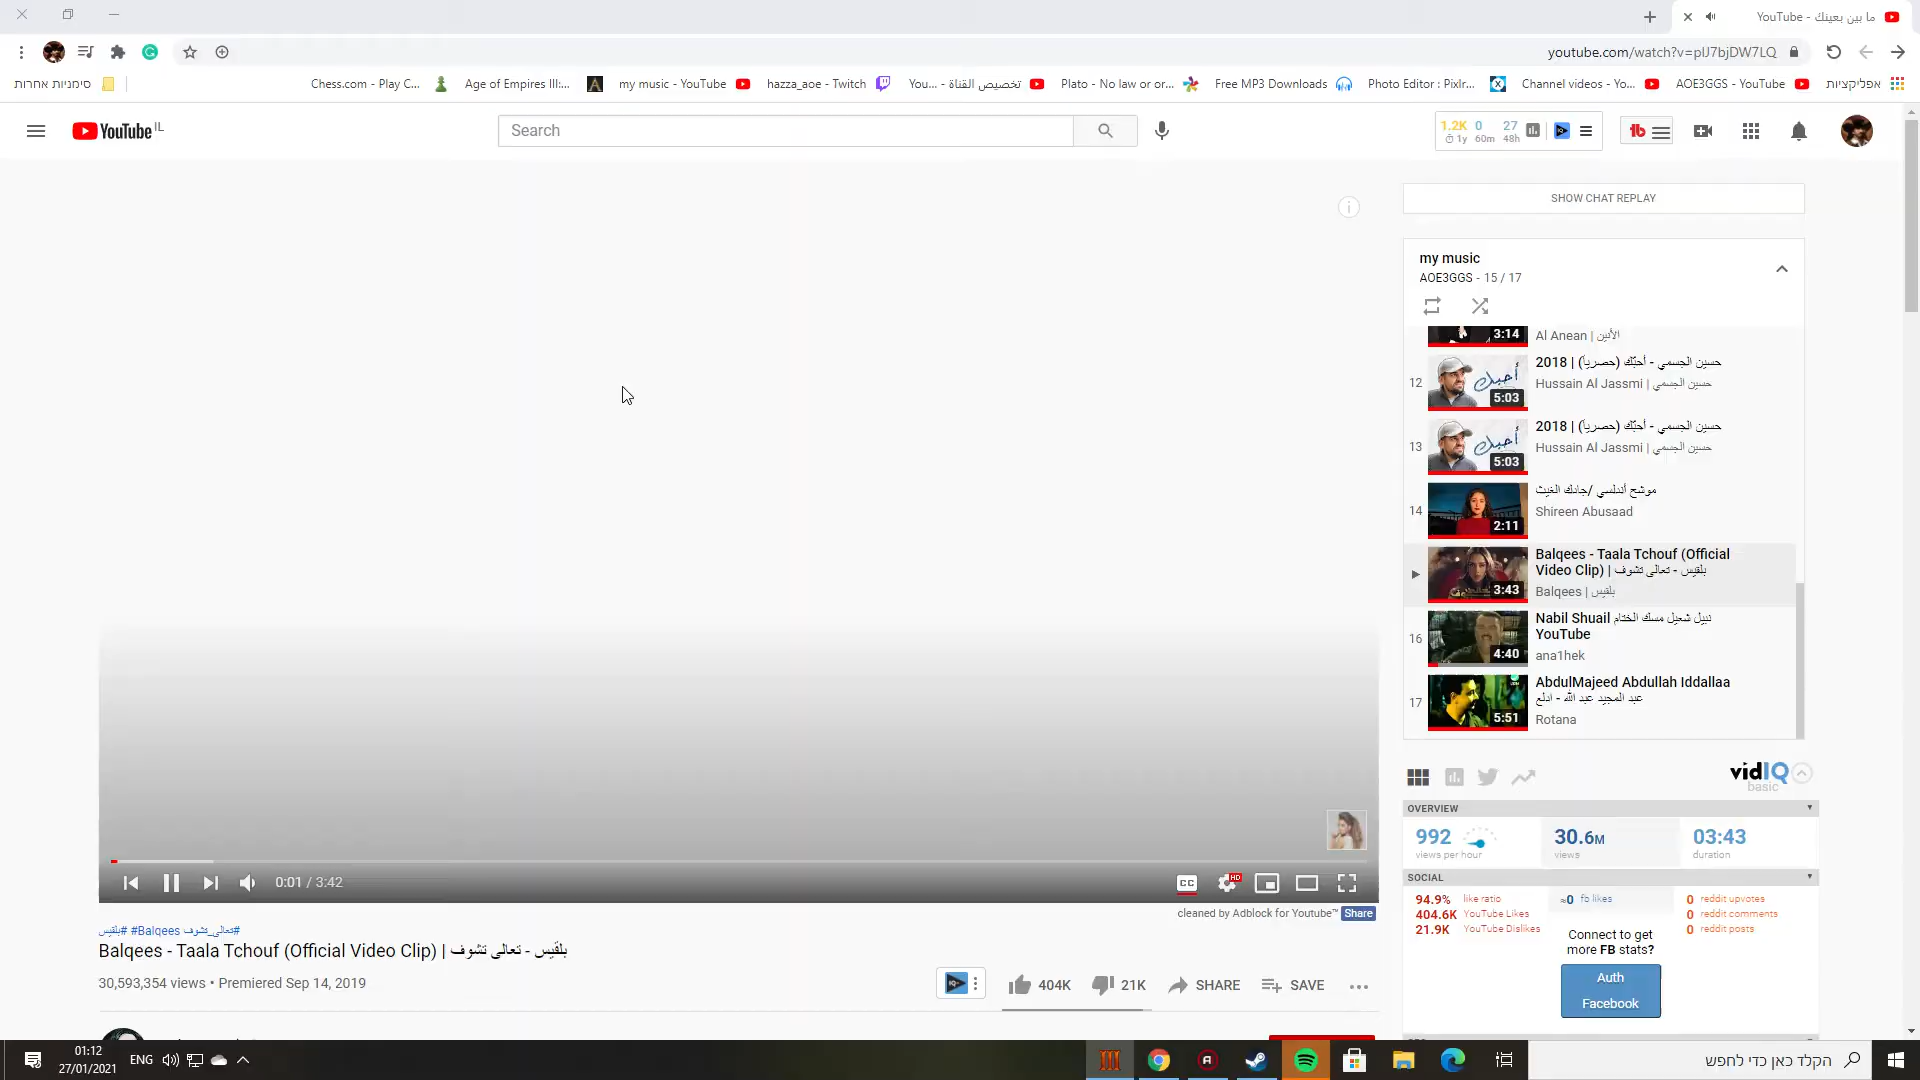 ما بين بعينك - YouTube
youtube.com/watch?v=plJ7bjDW7LQ
סימניות אחרות
Chess.com - Play C...
Age of Empires III:...
my music - YouTube
hazza_aoe - Twitch
You... - تخصيص القناة
Plato - No law or or...
Free MP3 Downloads
Photo Editor : Pixlr...
Channel videos - Yo...
AOE3GGS - YouTube
אפליקציות
YouTube IL
Search
1.2K 0 27
1y 60m 48h
SHOW CHAT REPLAY
my music
AOE3GGS - 15 / 17
3:14
Al Anean | الأنين
12
5:03
حسين الجسمي - أحبّك (حصرياً) | 2018
Hussain Al Jassmi | حسين الجسمي
13
5:03
حسين الجسمي - أحبّك (حصرياً) | 2018
Hussain Al Jassmi | حسين الجسمي
14
2:11
موشح أندلسي /جادك الغيث
Shireen Abusaad
3:43
Balqees - Taala Tchouf (Official
Video Clip) | بلقيس - تعالى تشوف
Balqees | بلقيس
16
4:40
Nabil Shuail نبيل شعيل مسك الختام
YouTube
ana1hek
17
5:51
AbdulMajeed Abdullah Iddallaa
عبد المجيد عبد الله - ادلع
Rotana
vidIQ
basic
OVERVIEW
992 30.6M 03:43
views per hour views duration
SOCIAL
94.9% like ratio
404.6K YouTube Likes
21.9K YouTube Dislikes
≈0 fb likes
Connect to get
more FB stats?
Auth
Facebook
0 reddit upvotes
0 reddit comments
0 reddit posts
0:01 / 3:42
CC
HD
cleaned by Adblock for Youtube™ Share
#بلقيس #Balqees #تعالى_تشوف
Balqees - Taala Tchouf (Official Video Clip) | بلقيس - تعالى تشوف
30,593,354 views • Premiered Sep 14, 2019
404K 21K SHARE SAVE
01:12
27/01/2021
ENG
הקלד כאן כדי לחפש